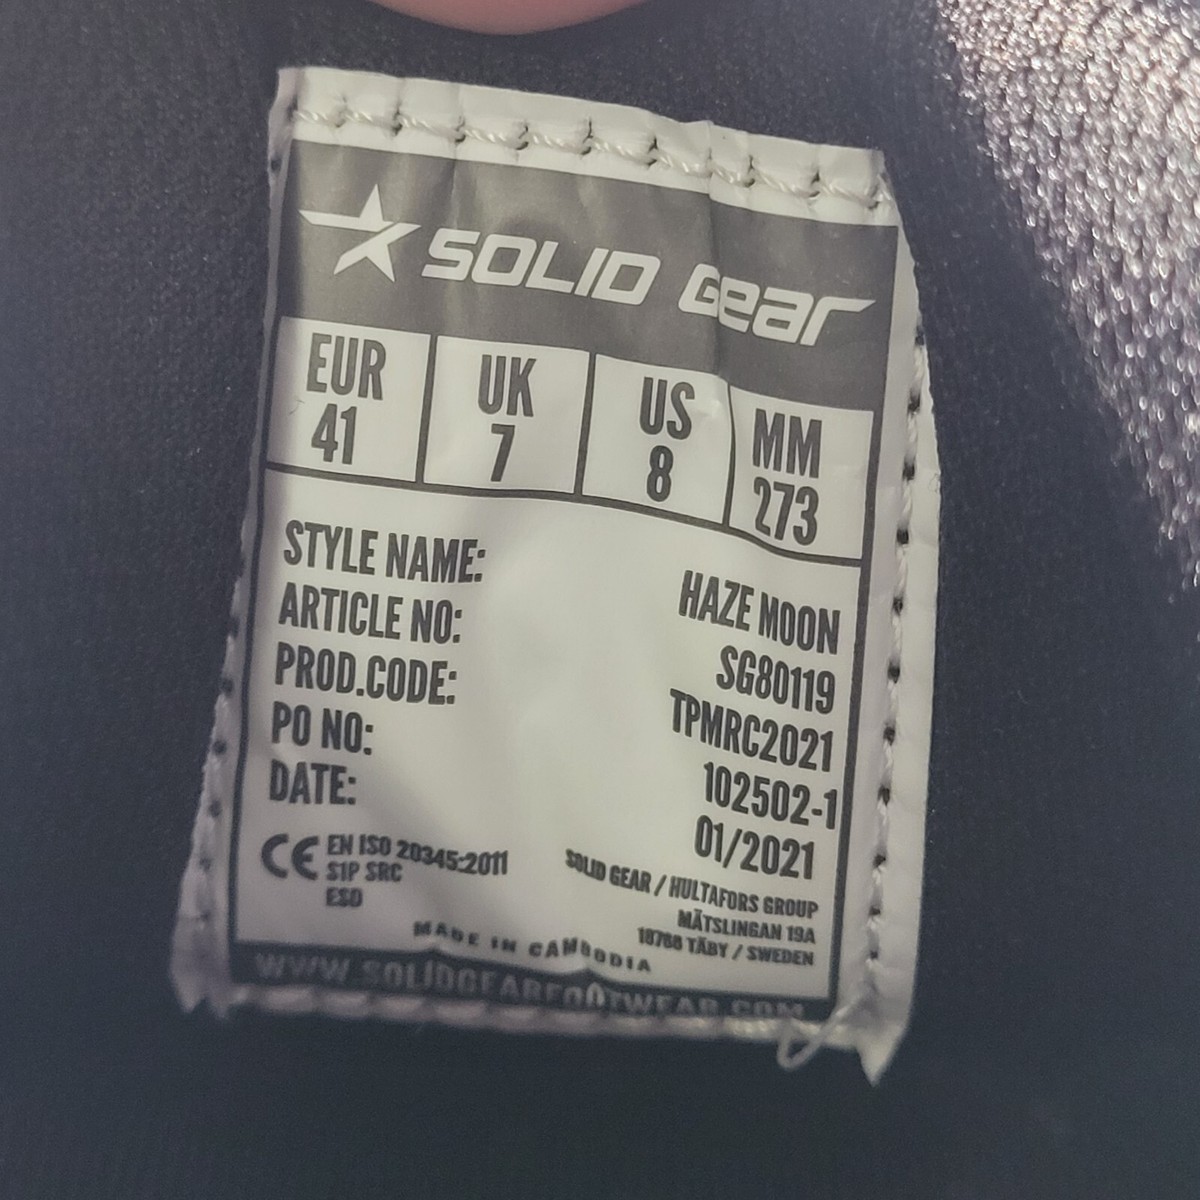 SOLID GEAR
EUR UK US MM
41 7 8 273
STYLE NAME: HAZE MOON
ARTICLE NO: SG80119
PROD.CODE: TPMRC2021
PO NO: 102502-1
DATE: 01/2021
CE EN ISO 20345:2011
S1P SRC
ESD
SOLID GEAR / HULTAFORS GROUP
MÄTSLINGAN 19A
18766 TÄBY / SWEDEN
MADE IN CAMBODIA
WWW.SOLIDGEARFOOTWEAR.COM